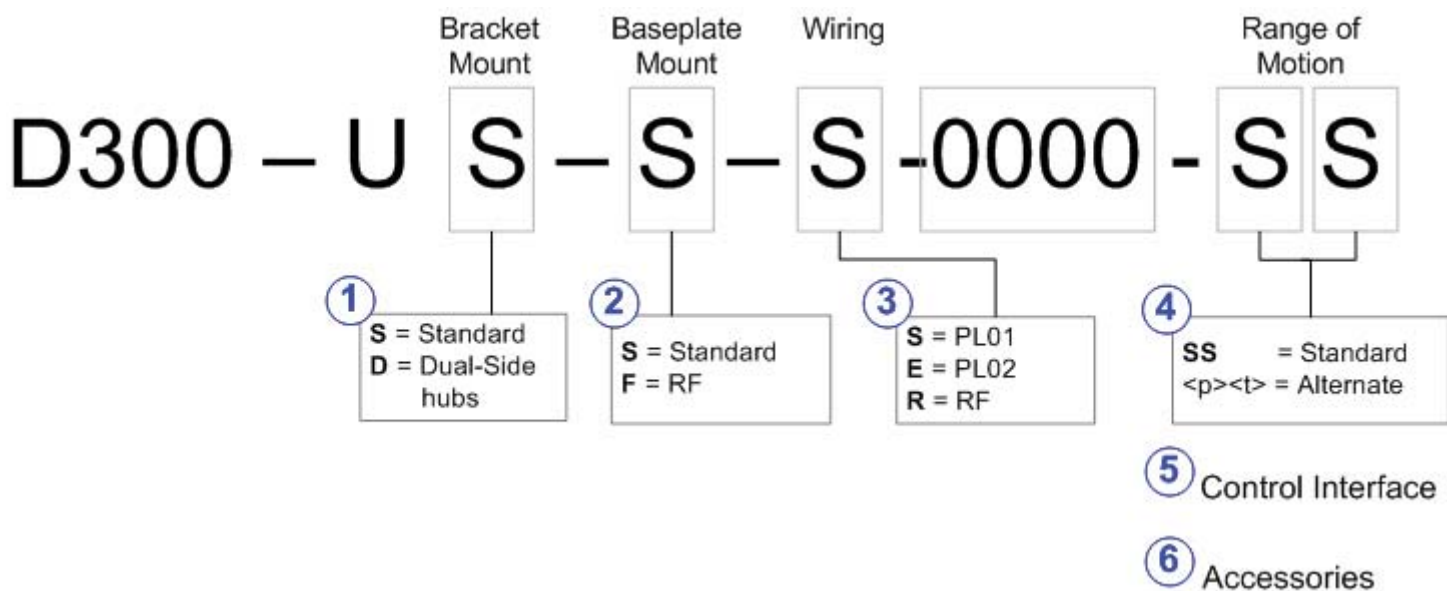 Bracket
Mount
Baseplate
Mount
Wiring
Range of
Motion
D300 – U S – S – S -0000 - S S
1
S = Standard
D = Dual-Side
hubs
2
S = Standard
F = RF
3
S = PL01
E = PL02
R = RF
4
SS = Standard
<p><t> = Alternate
5 Control Interface
6 Accessories